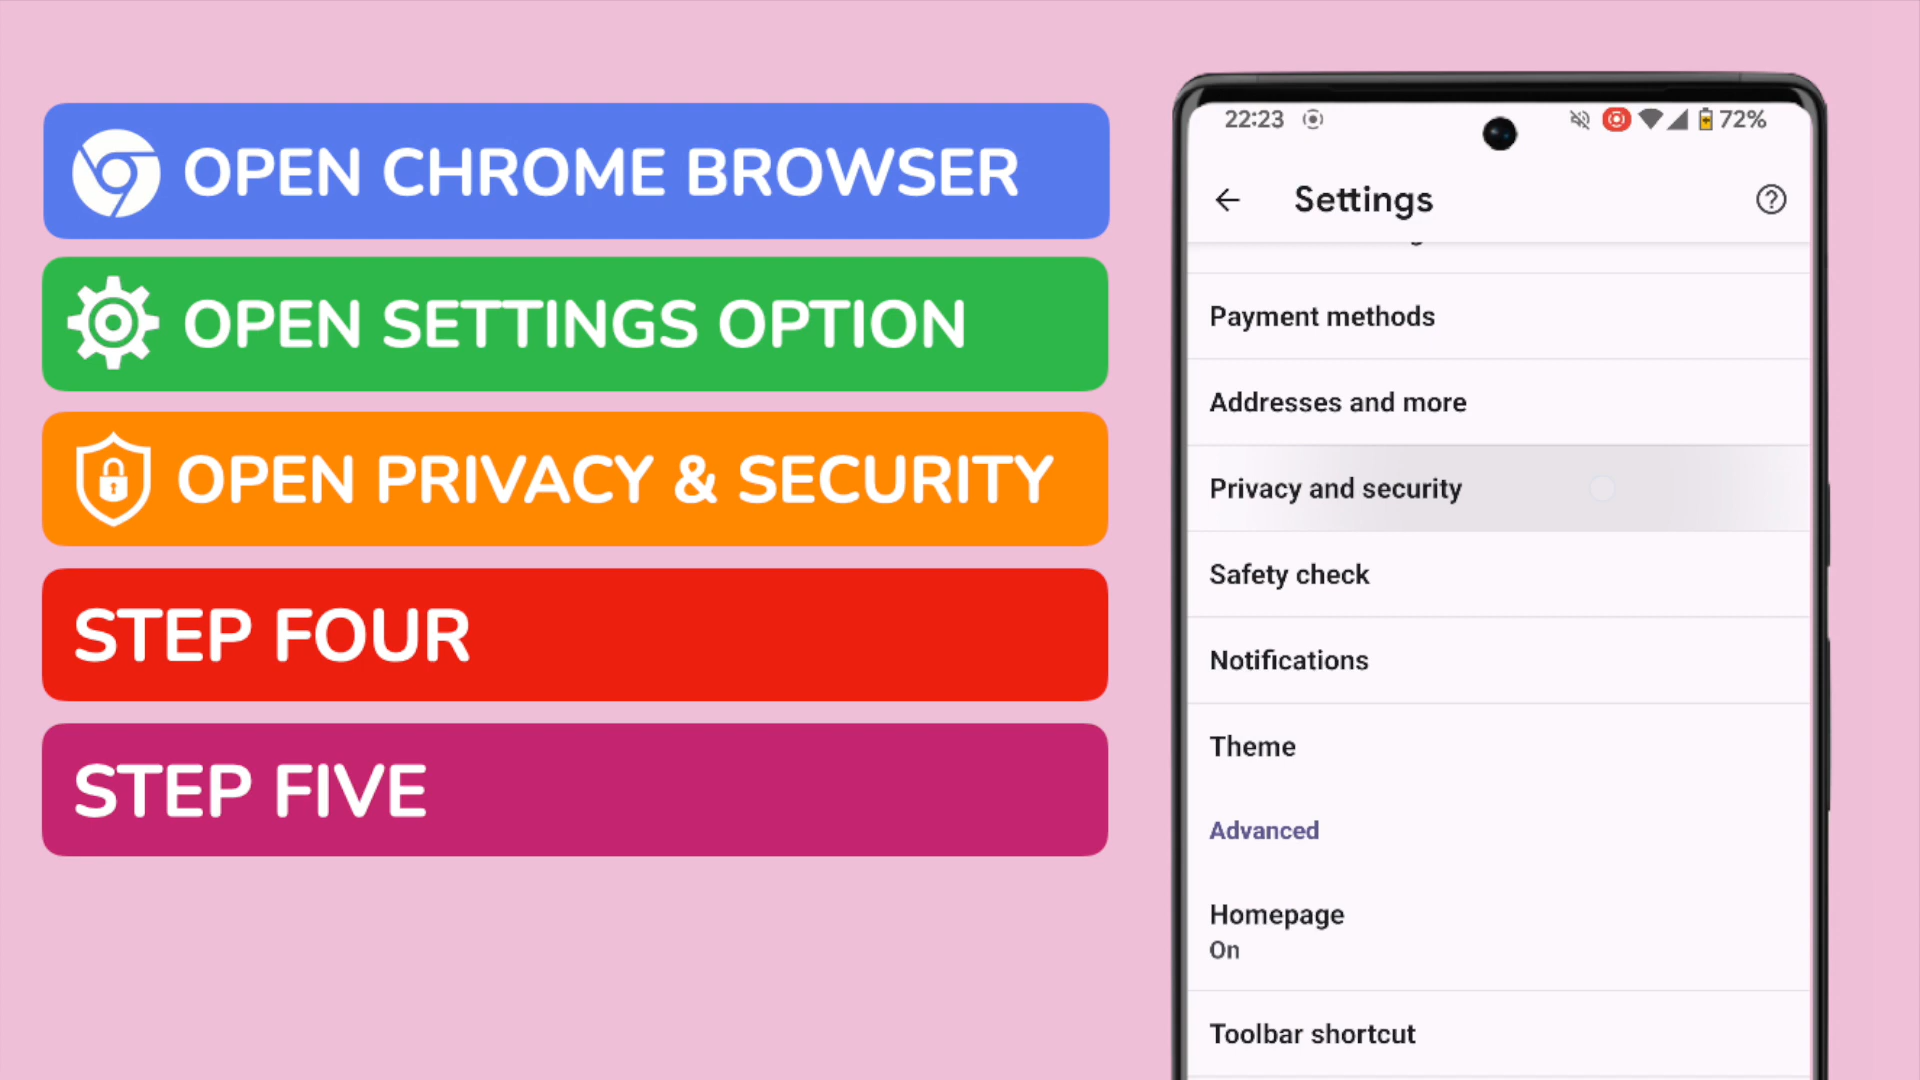 OPEN CHROME BROWSER
OPEN SETTINGS OPTION
OPEN PRIVACY & SECURITY
STEP FOUR
STEP FIVE
22:23
72%
Settings
Payment methods
Addresses and more
Privacy and security
Safety check
Notifications
Theme
Advanced
Homepage
On
Toolbar shortcut